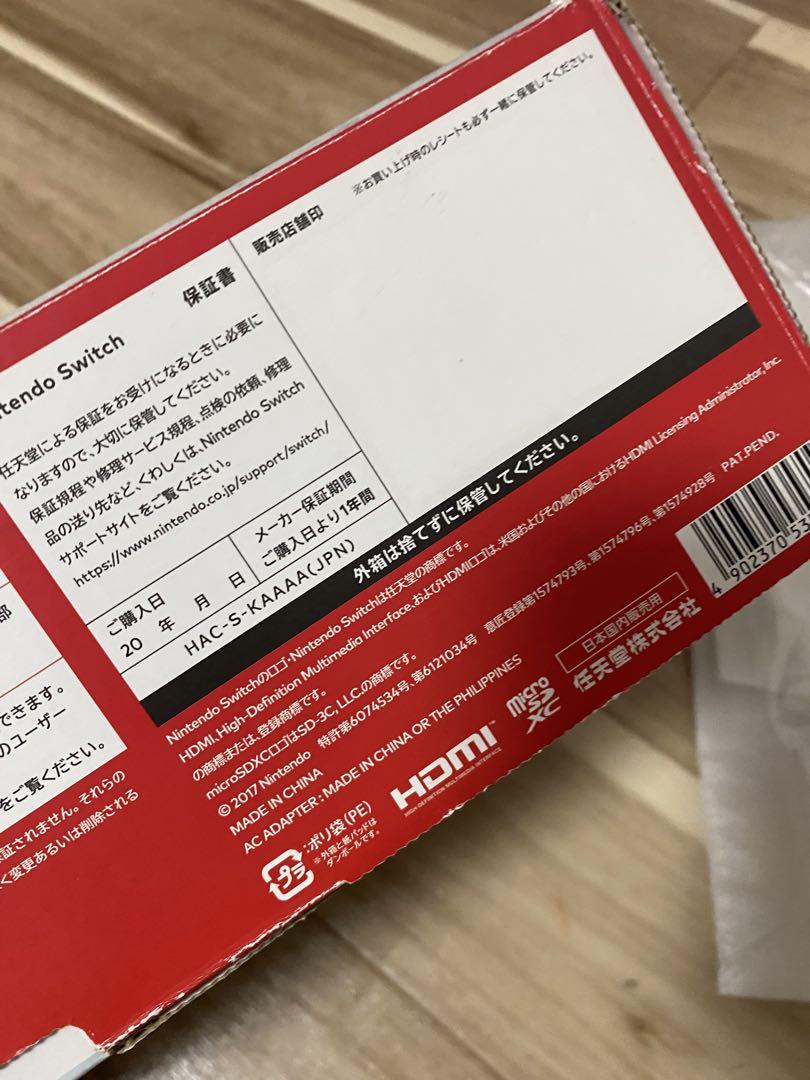 ※お買い上げ時のレシートも必ず一緒に保管してください。
販売店舗印
保証書
ntendo Switch
任天堂による保証をお受けになるときに必要に
なりますので、大切に保管してください。
保証規程や修理サービス規程、点検の依頼、修理
品の送り先など、くわしくは、Nintendo Switch
サポートサイトをご覧ください。
https://www.nintendo.co.jp/support/switch/
ご購入日
20 年 月 日
メーカー保証期間
ご購入日より1年間
HAC-S-KAAAA(JPN)
外箱は捨てずに保管してください。
Nintendo Switchのロゴ・Nintendo Switchは任天堂の商標です。
HDMI、High-Definition Multimedia Interface、およびHDMIロゴは、米国およびその他の国におけるHDMI Licensing Administrator, Inc.
の商標または、登録商標です。
microSDXCロゴはSD-3C, LLC.の商標です。
© 2017 Nintendo 特許第6074534号、第6121034号 意匠登録第1574793号、第1574796号、第1574928号 PAT.PEND.
MADE IN CHINA
AC ADAPTER : MADE IN CHINA OR THE PHILIPPINES
プラ
:ポリ袋(PE)
※外箱と紙パッドは
ダンボールです。
HDMI
HIGH-DEFINITION MULTIMEDIA INTERFACE
micro
SD
XC
日本国内販売用
任天堂株式会社
4 902370 53
部
できます。
のユーザー
をご覧ください。
証されません。それらの
く変更あるいは削除される